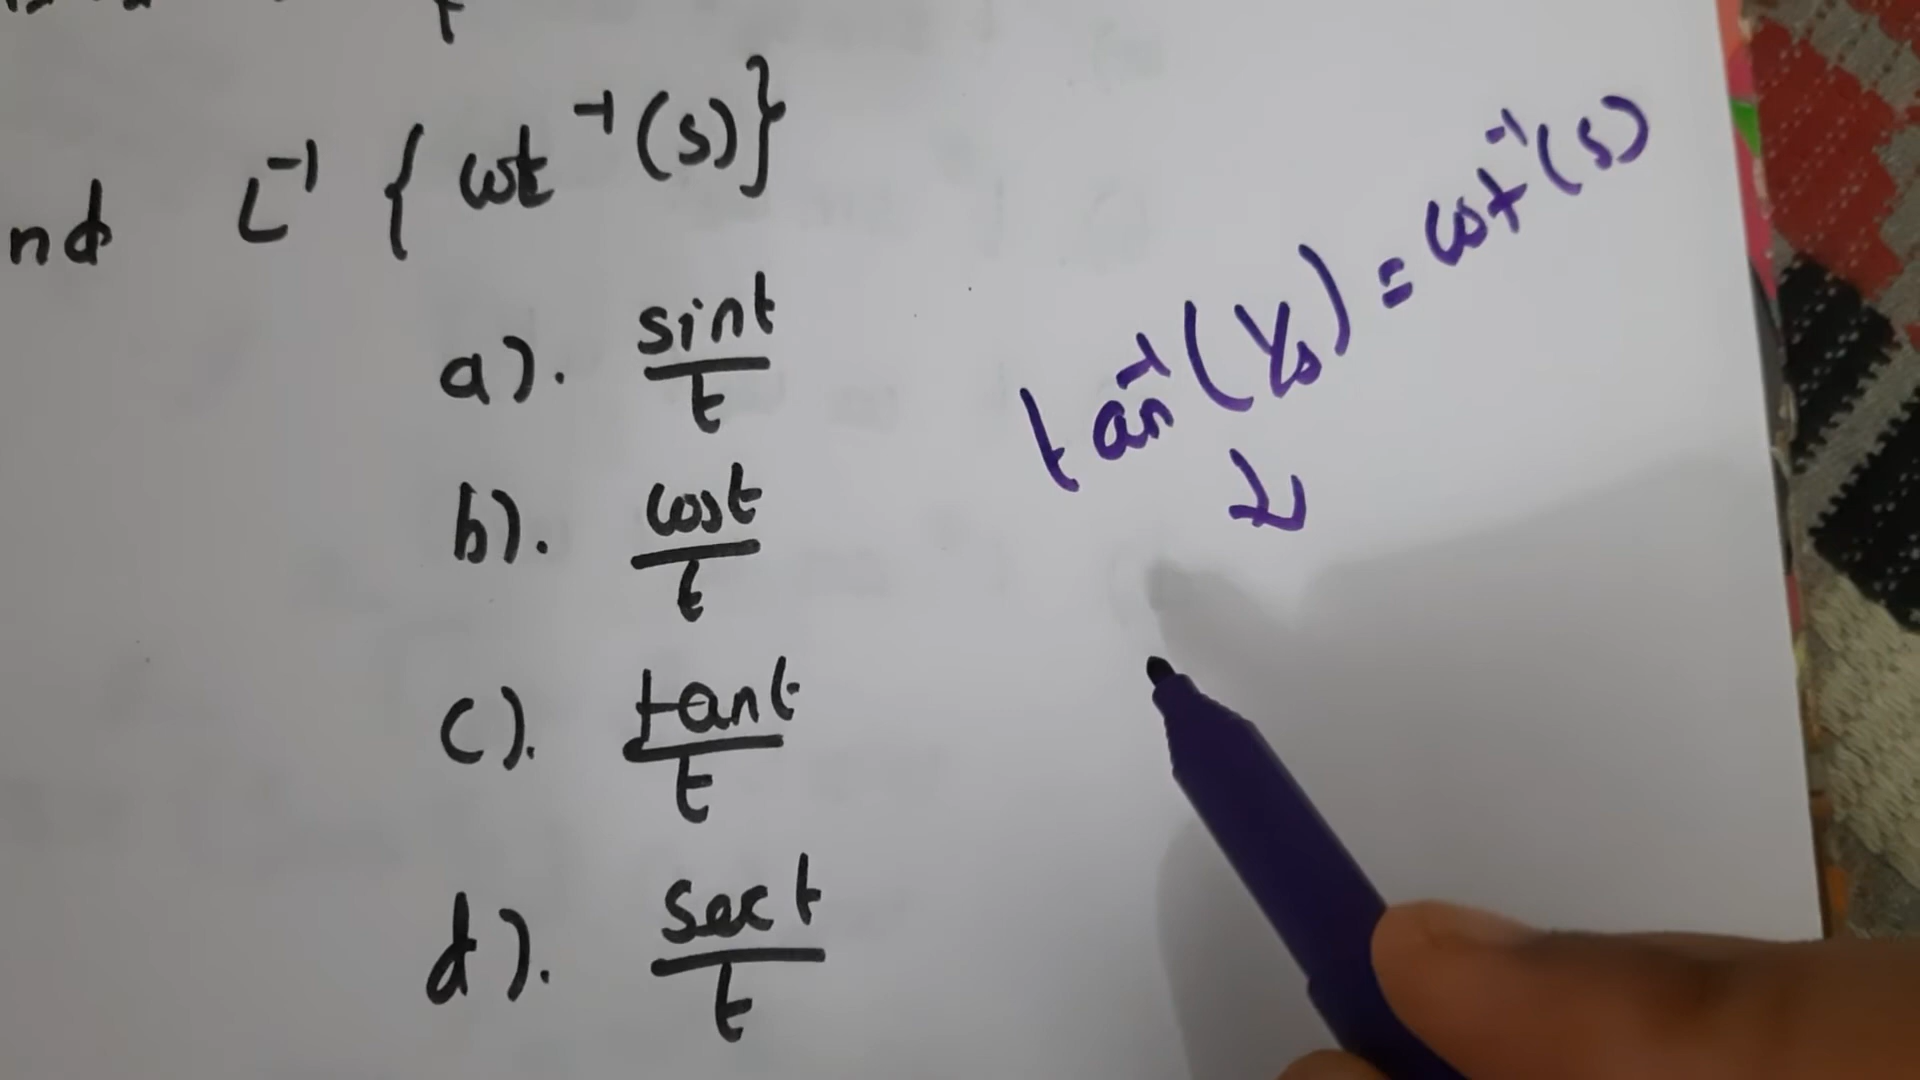 nd L⁻¹ { cot⁻¹(s)}
a). sint/t
b). cost/t
c). tant/t
d). sect/t
tan⁻¹(1/s) = cot⁻¹(s)